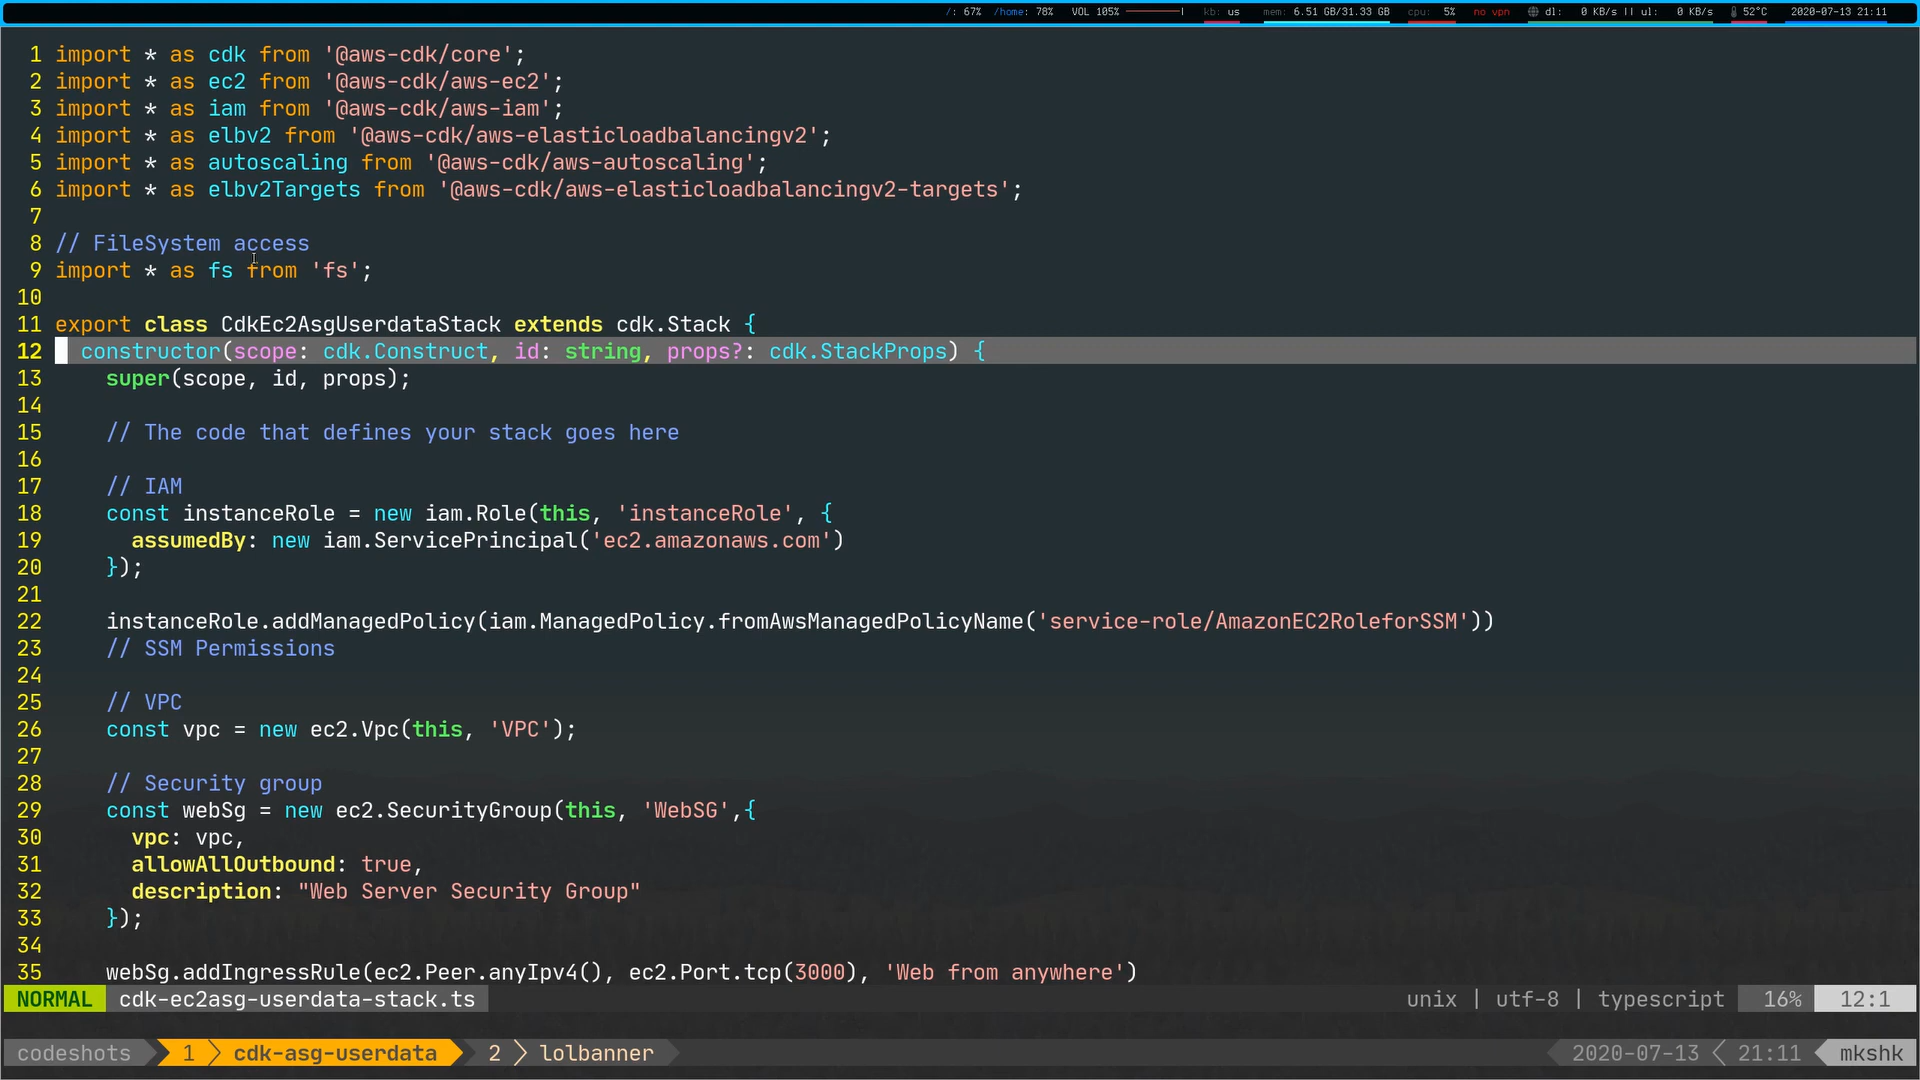 /: 67% /home: 78% VOL 105% kb: us mem: 6.51 GB/31.33 GB cpu: 5% no vpn dl: 0 KB/s || ul: 0 KB/s 52°C 2020-07-13 21:11
1 import * as cdk from '@aws-cdk/core';
2 import * as ec2 from '@aws-cdk/aws-ec2';
3 import * as iam from '@aws-cdk/aws-iam';
4 import * as elbv2 from '@aws-cdk/aws-elasticloadbalancingv2';
5 import * as autoscaling from '@aws-cdk/aws-autoscaling';
6 import * as elbv2Targets from '@aws-cdk/aws-elasticloadbalancingv2-targets';
7
8 // FileSystem access
9 import * as fs from 'fs';
10
11 export class CdkEc2AsgUserdataStack extends cdk.Stack {
12   constructor(scope: cdk.Construct, id: string, props?: cdk.StackProps) {
13     super(scope, id, props);
14
15     // The code that defines your stack goes here
16
17     // IAM
18     const instanceRole = new iam.Role(this, 'instanceRole', {
19       assumedBy: new iam.ServicePrincipal('ec2.amazonaws.com')
20     });
21
22     instanceRole.addManagedPolicy(iam.ManagedPolicy.fromAwsManagedPolicyName('service-role/AmazonEC2RoleforSSM'))
23     // SSM Permissions
24
25     // VPC
26     const vpc = new ec2.Vpc(this, 'VPC');
27
28     // Security group
29     const webSg = new ec2.SecurityGroup(this, 'WebSG',{
30       vpc: vpc,
31       allowAllOutbound: true,
32       description: "Web Server Security Group"
33     });
34
35     webSg.addIngressRule(ec2.Peer.anyIpv4(), ec2.Port.tcp(3000), 'Web from anywhere')
NORMAL cdk-ec2asg-userdata-stack.ts unix | utf-8 | typescript 16% 12:1
codeshots 1 cdk-asg-userdata 2 lolbanner 2020-07-13 21:11 mkshk